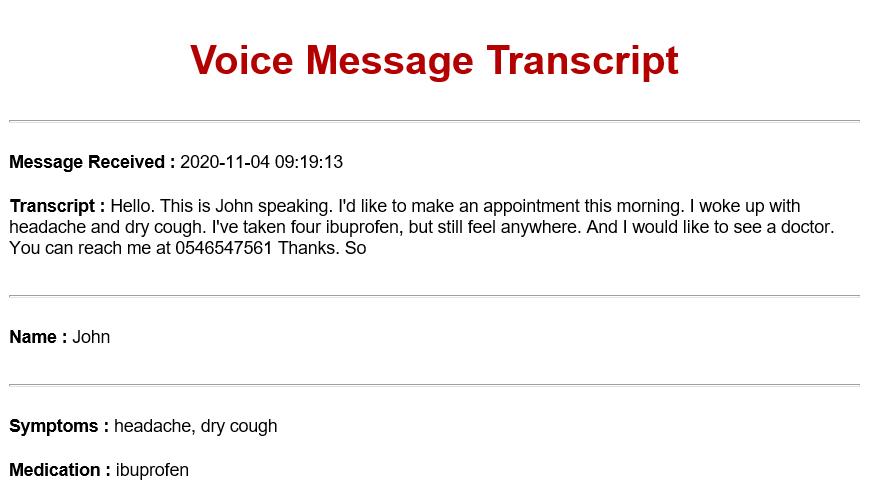 Voice Message Transcript
Message Received : 2020-11-04 09:19:13
Transcript : Hello. This is John speaking. I'd like to make an appointment this morning. I woke up with
headache and dry cough. I've taken four ibuprofen, but still feel anywhere. And I would like to see a doctor.
You can reach me at 0546547561 Thanks. So
Name : John
Symptoms : headache, dry cough
Medication : ibuprofen